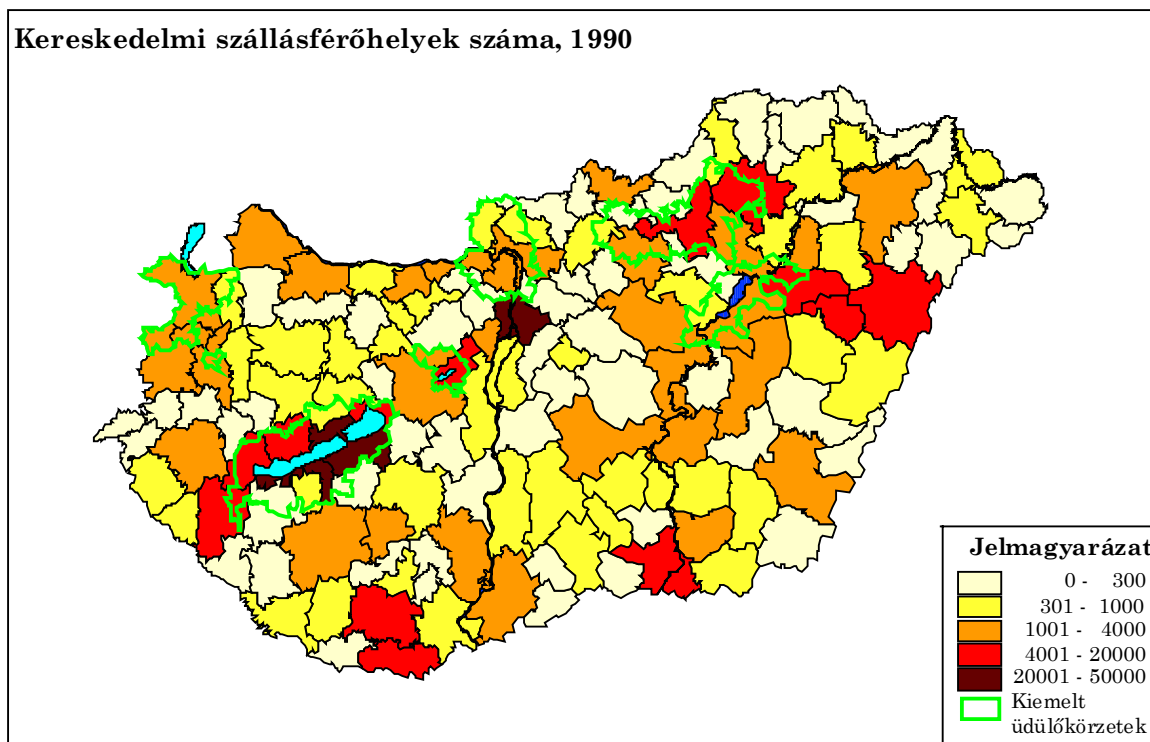 Kereskedelmi szállásférőhelyek száma, 1990
Jelmagyarázat
0 - 300
301 - 1000
1001 - 4000
4001 - 20000
20001 - 50000
Kiemelt
üdülőkörzetek